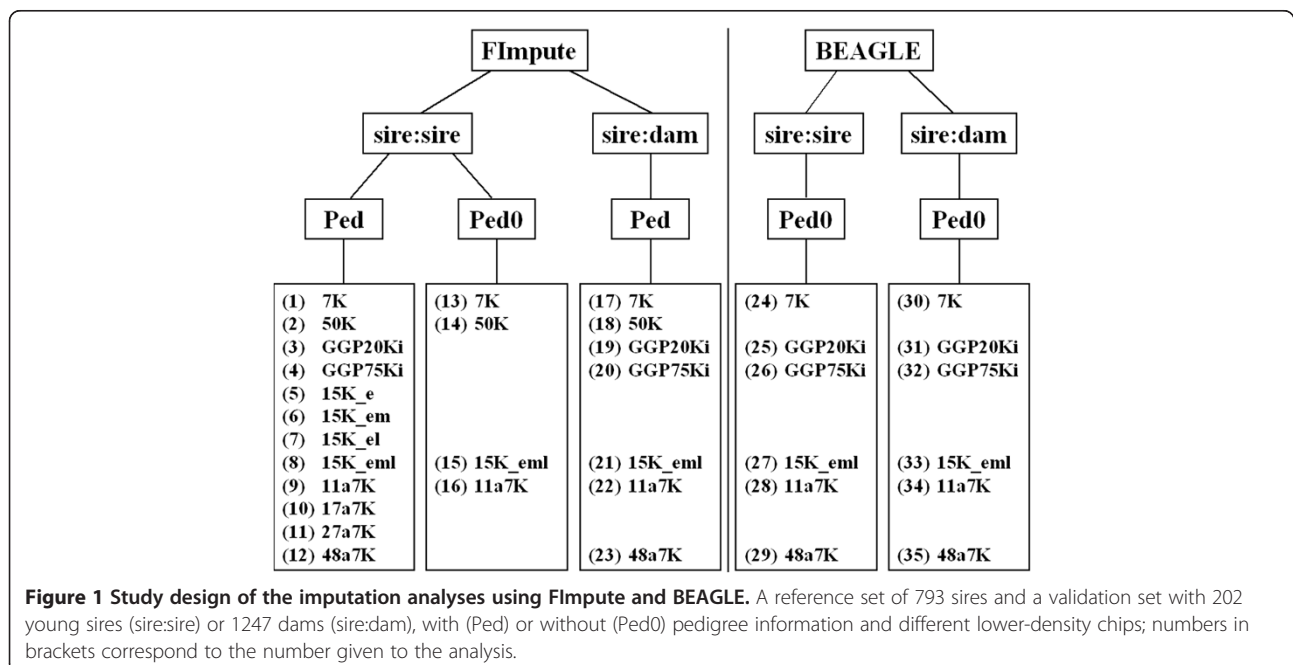 FImpute
BEAGLE
sire:sire
sire:dam
sire:sire
sire:dam
Ped
Ped0
Ped
Ped0
Ped0
(1) 7K
(2) 50K
(3) GGP20Ki
(4) GGP75Ki
(5) 15K_e
(6) 15K_em
(7) 15K_el
(8) 15K_eml
(9) 11a7K
(10) 17a7K
(11) 27a7K
(12) 48a7K
(13) 7K
(14) 50K
(15) 15K_eml
(16) 11a7K
(17) 7K
(18) 50K
(19) GGP20Ki
(20) GGP75Ki
(21) 15K_eml
(22) 11a7K
(23) 48a7K
(24) 7K
(25) GGP20Ki
(26) GGP75Ki
(27) 15K_eml
(28) 11a7K
(29) 48a7K
(30) 7K
(31) GGP20Ki
(32) GGP75Ki
(33) 15K_eml
(34) 11a7K
(35) 48a7K
Figure 1 Study design of the imputation analyses using FImpute and BEAGLE. A reference set of 793 sires and a validation set with 202
young sires (sire:sire) or 1247 dams (sire:dam), with (Ped) or without (Ped0) pedigree information and different lower-density chips; numbers in
brackets correspond to the number given to the analysis.